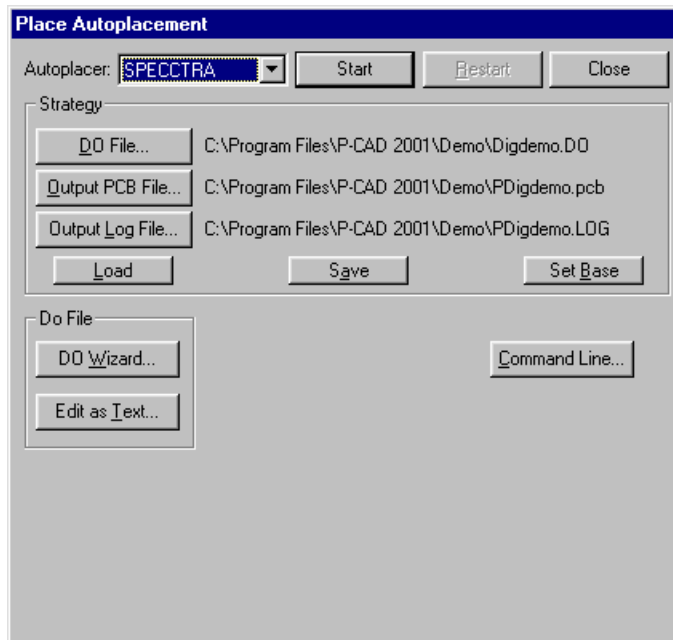 Place Autoplacement
Autoplacer: SPECCTRA Start Restart Close
Strategy
DO File... C:\Program Files\P-CAD 2001\Demo\Digdemo.DO
Output PCB File... C:\Program Files\P-CAD 2001\Demo\PDigdemo.pcb
Output Log File... C:\Program Files\P-CAD 2001\Demo\PDigdemo.LOG
Load Save Set Base
Do File
DO Wizard... Command Line...
Edit as Text...